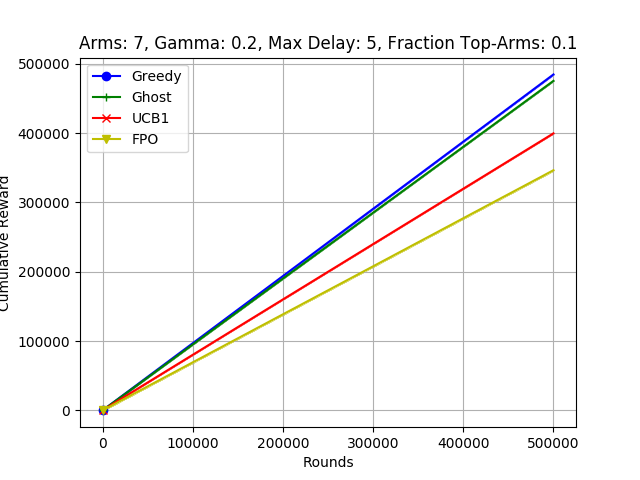 Arms: 7, Gamma: 0.2, Max Delay: 5, Fraction Top-Arms: 0.1
500000
400000
300000
200000
100000
0
Cumulative Reward
Greedy
Ghost
UCB1
FPO
0 100000 200000 300000 400000 500000
Rounds